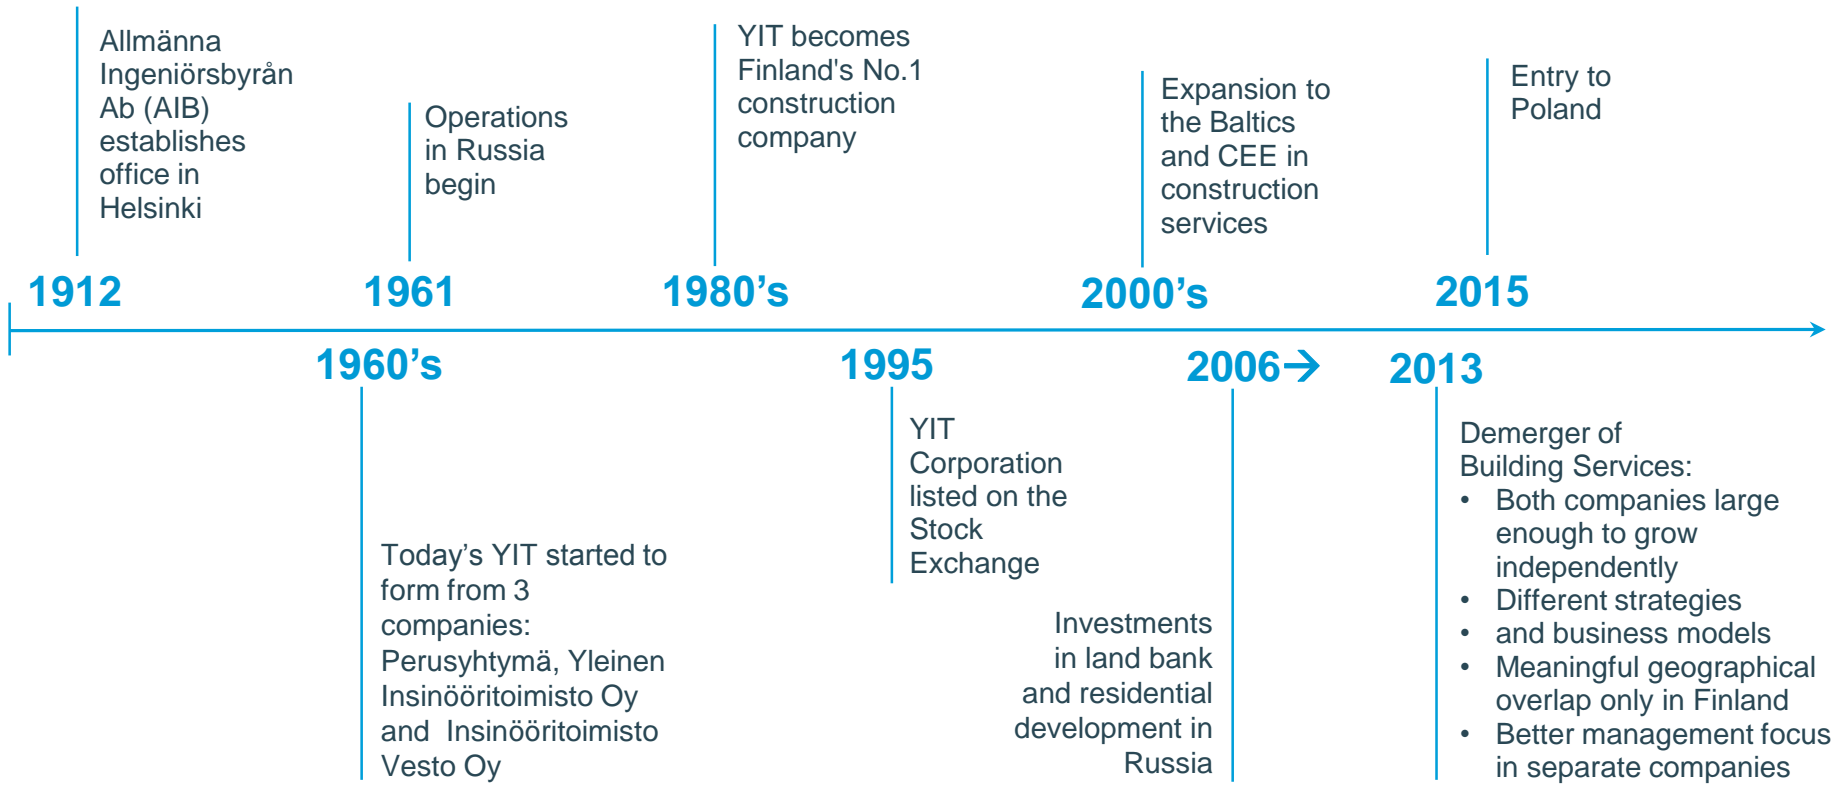 Allmänna
Ingeniörsbyrån
Ab (AIB)
establishes
office in
Helsinki
1912
Operations
in Russia
begin
1961
YIT becomes
Finland's No.1
construction
company
1980’s
Expansion to
the Baltics
and CEE in
construction
services
2000’s
Entry to
Poland
2015
1960’s
Today’s YIT started to
form from 3
companies:
Perusyhtymä, Yleinen
Insinööritoimisto Oy
and  Insinööritoimisto
Vesto Oy
1995
YIT
Corporation
listed on the
Stock
Exchange
2006→
Investments
in land bank
and residential
development in
Russia
2013
Demerger of
Building Services:
• Both companies large
enough to grow
independently
• Different strategies
• and business models
• Meaningful geographical
overlap only in Finland
• Better management focus
in separate companies